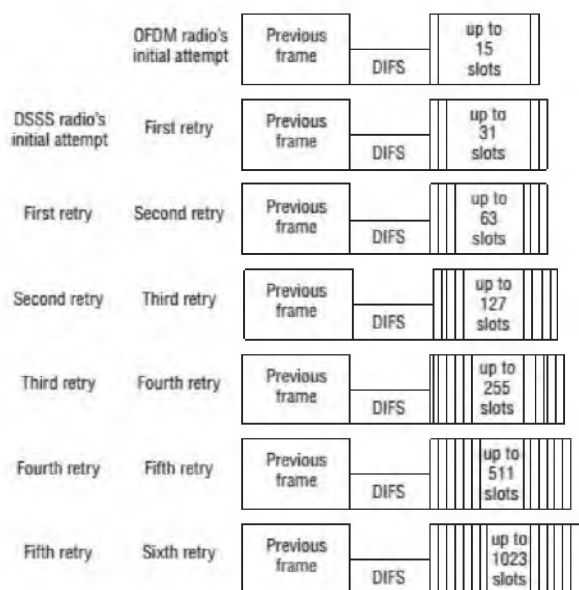 OFDM radio's
initial attempt
Previous
frame
DIFS
up to
15
slots
DSSS radio's
initial attempt
First retry
Previous
frame
DIFS
up to
31
slots
First retry
Second retry
Previous
frame
DIFS
up to
63
slots
Second retry
Third retry
Previous
frame
DIFS
up to
127
slots
Third retry
Fourth retry
Previous
frame
DIFS
up to
255
slots
Fourth retry
Fifth retry
Previous
frame
DIFS
up to
511
slots
Fifth retry
Sixth retry
Previous
frame
DIFS
up to
1023
slots